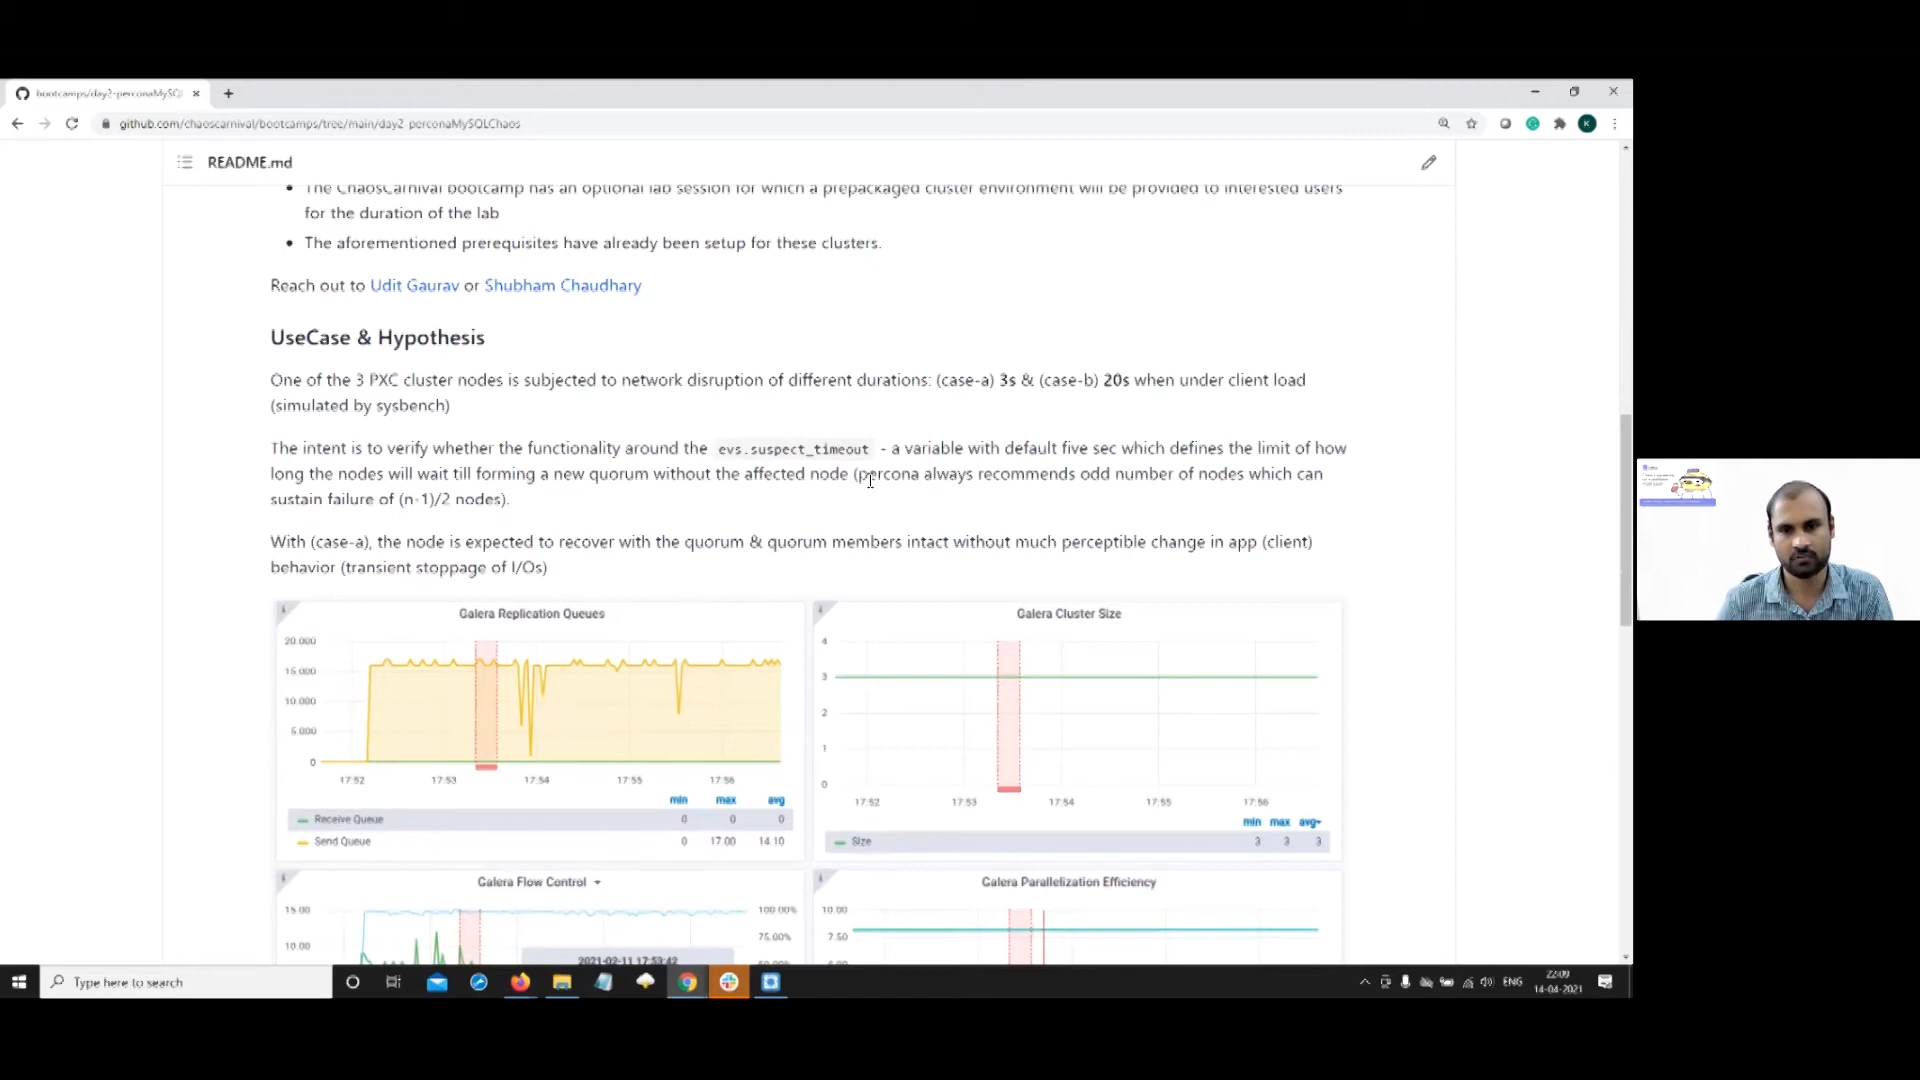 bootcamps/day2-perconaMySQL
github.com/chaoscarnival/bootcamps/tree/main/day2-perconaMySQLChaos
K
README.md
The ChaosCarnival bootcamp has an optional lab session for which a prepackaged cluster environment will be provided to interested users
for the duration of the lab
The aforementioned prerequisites have already been setup for these clusters.
Reach out to Udit Gaurav or Shubham Chaudhary
UseCase & Hypothesis
One of the 3 PXC cluster nodes is subjected to network disruption of different durations: (case-a) 3s & (case-b) 20s when under client load
(simulated by sysbench)
The intent is to verify whether the functionality around the evs.suspect_timeout - a variable with default five sec which defines the limit of how
long the nodes will wait till forming a new quorum without the affected node (percona always recommends odd number of nodes which can
sustain failure of (n-1)/2 nodes).
With (case-a), the node is expected to recover with the quorum & quorum members intact without much perceptible change in app (client)
behavior (transient stoppage of I/Os)
Galera Replication Queues
20.000
15.000
10.000
5.000
0
17:52 17:53 17:54 17:55 17:56
min max avg
Receive Queue 0 0 0
Send Queue 0 17.00 14.10
Galera Cluster Size
4
3
2
1
0
17:52 17:53 17:54 17:55 17:56
min max avg
Size 3 3 3
Galera Flow Control
15.00 100.00%
10.00 75.00%
2021-02-11 17:53:42
Galera Parallelization Efficiency
10.00
7.50
Type here to search
ENG
22:09
14-04-2021